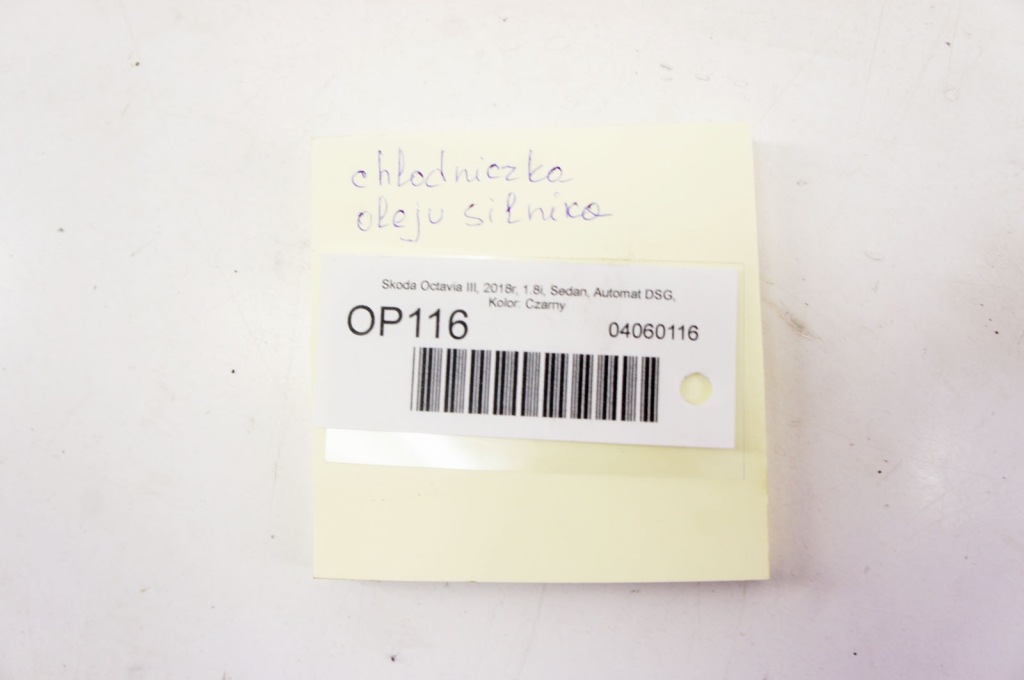 chłodniczka
oleju silnika
Skoda Octavia III, 2018r, 1.8i, Sedan, Automat DSG,
Kolor: Czarny
OP116
04060116